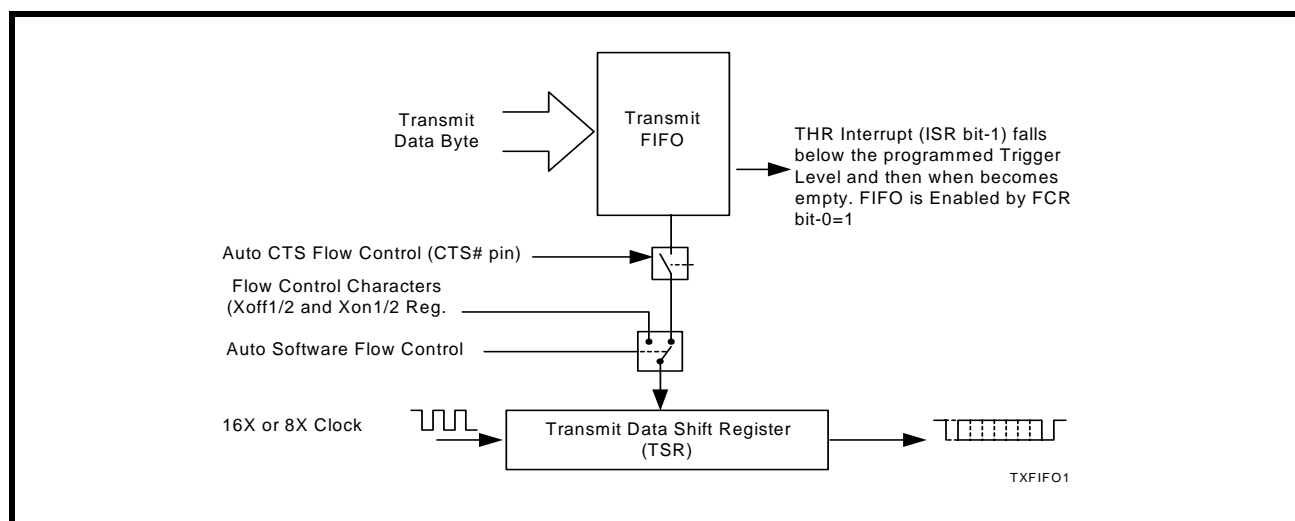 Transmit
Data Byte
Transmit
FIFO
THR Interrupt (ISR bit-1) falls
below the programmed Trigger
Level and then when becomes
empty. FIFO is Enabled by FCR
bit-0=1
Auto CTS Flow Control (CTS# pin)
Flow Control Characters
(Xoff1/2 and Xon1/2 Reg.
Auto Software Flow Control
16X or 8X Clock
Transmit Data Shift Register
(TSR)
TXFIFO1